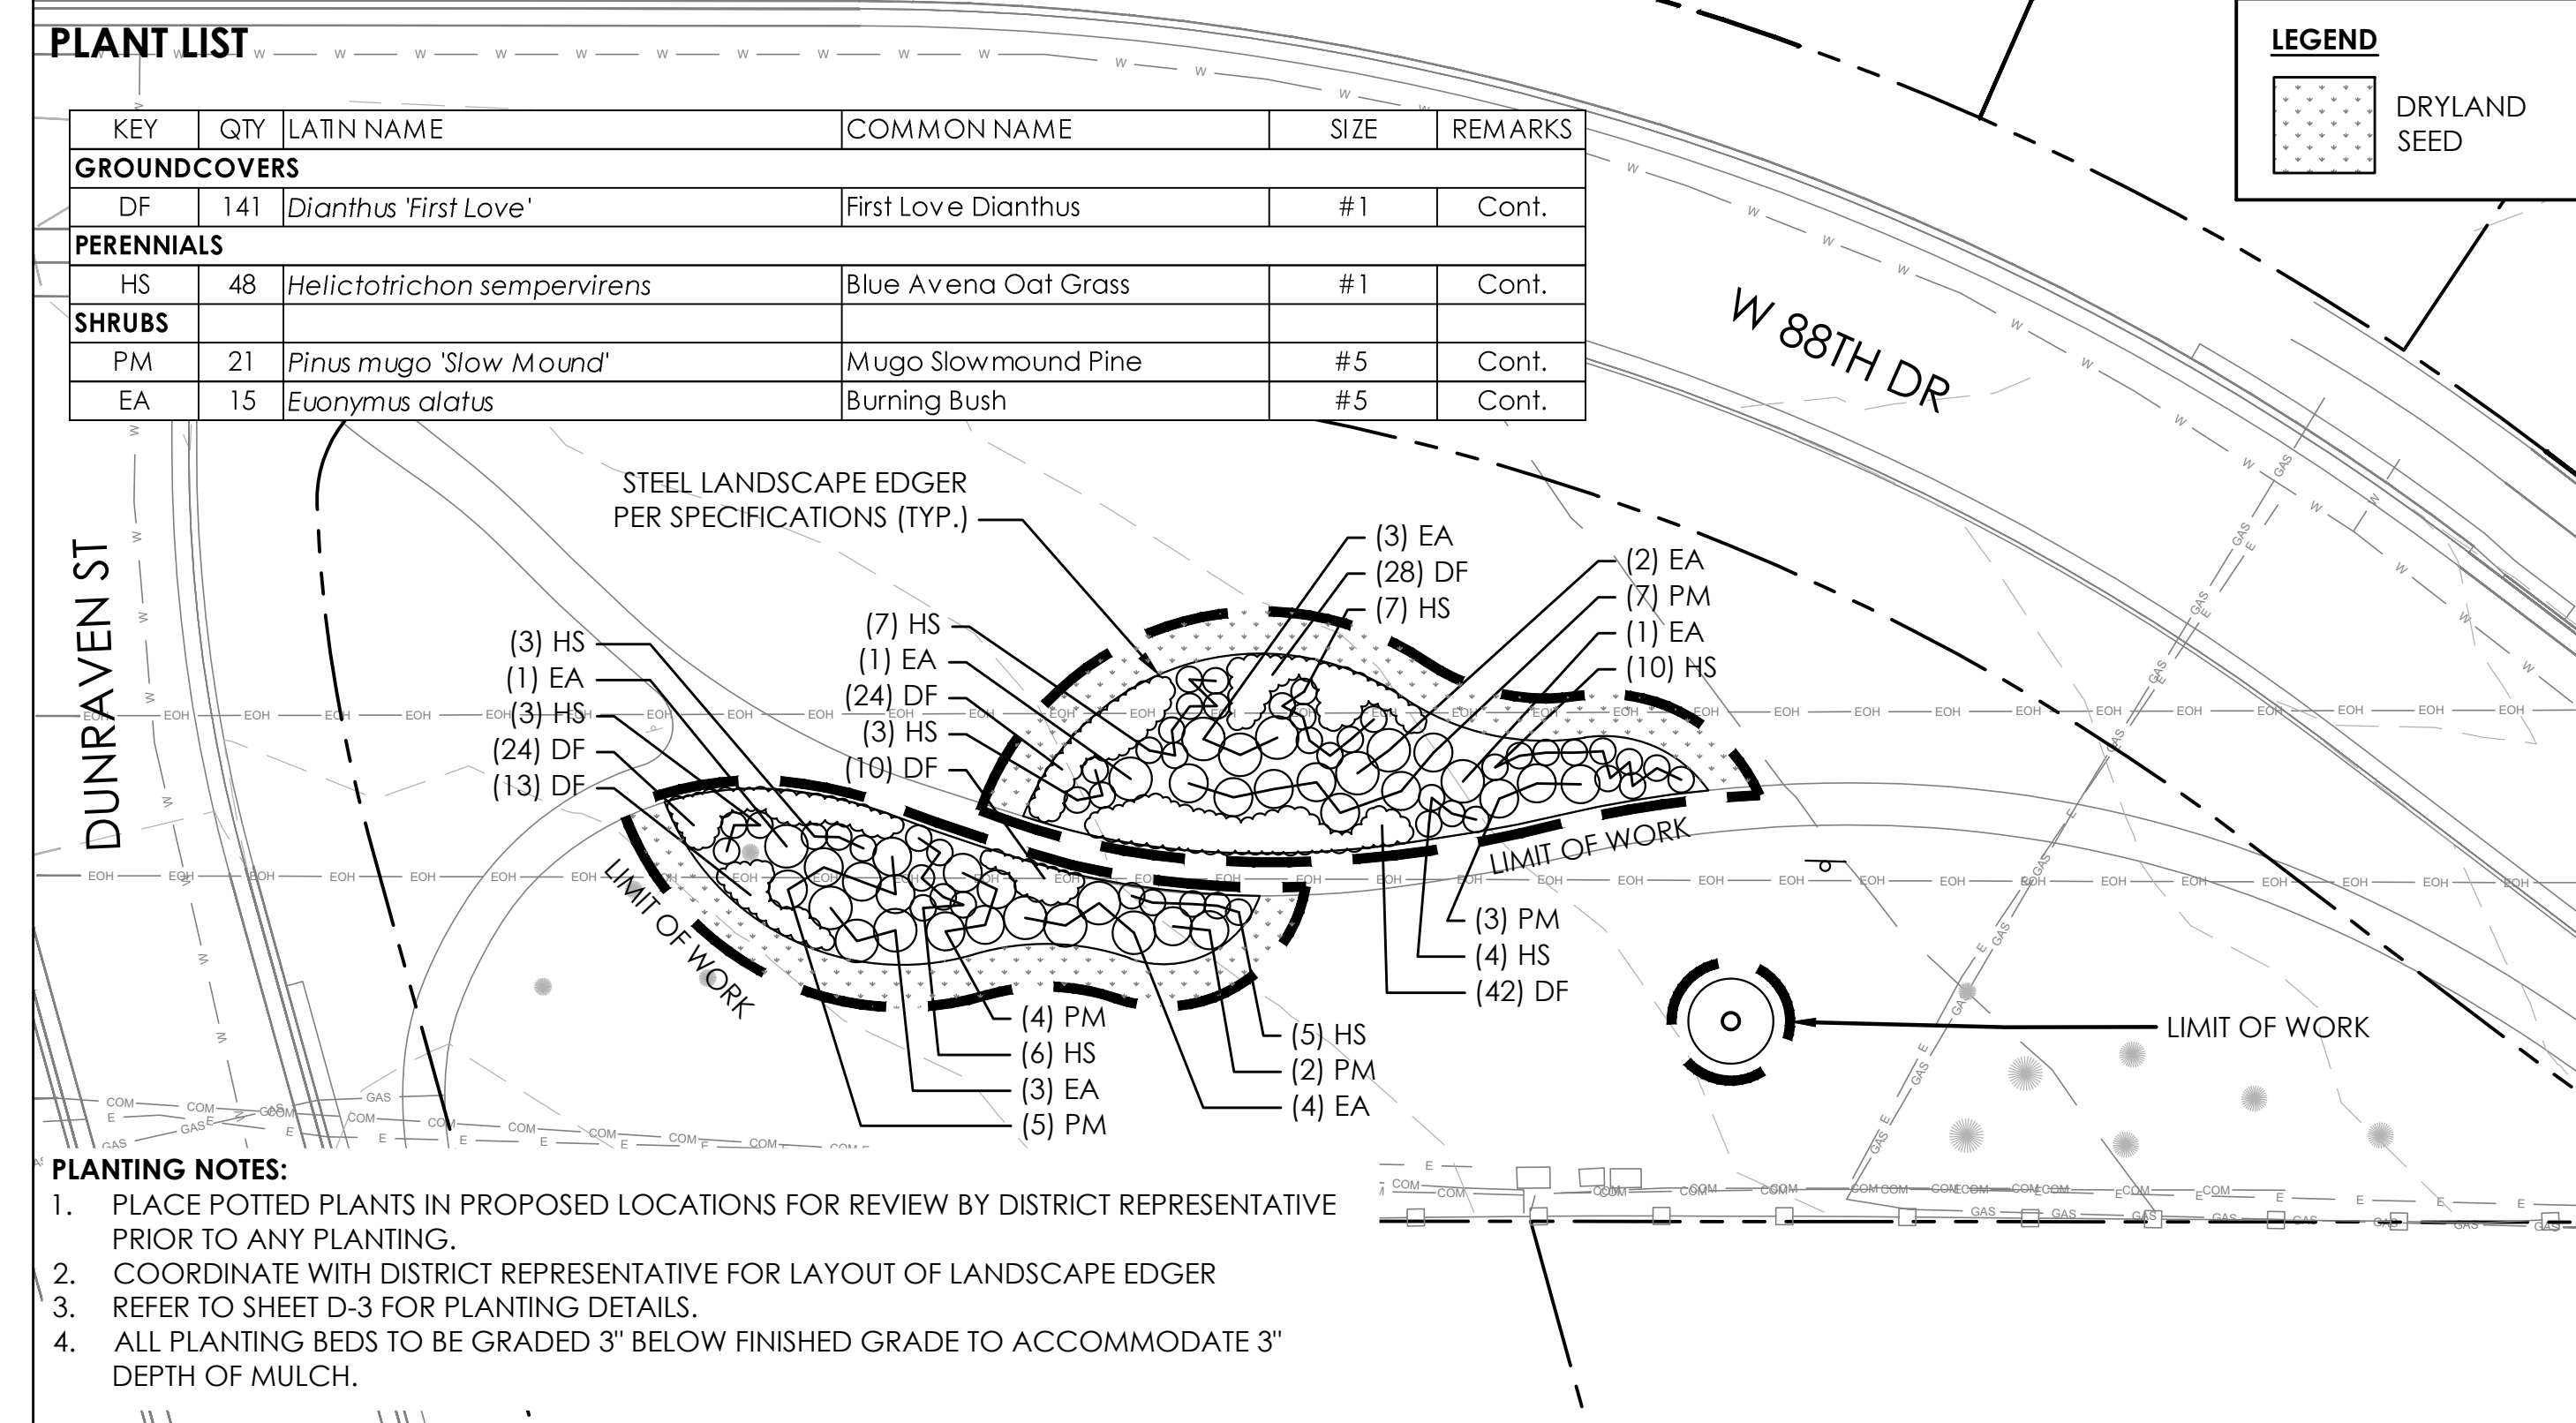 PLANT LIST
KEY QTY LATIN NAME COMMON NAME SIZE REMARKS
GROUNDCOVERS
DF 141 Dianthus 'First Love' First Love Dianthus #1 Cont.
PERENNIALS
HS 48 Helictotrichon sempervirens Blue Avena Oat Grass #1 Cont.
SHRUBS
PM 21 Pinus mugo 'Slow Mound' Mugo Slowmound Pine #5 Cont.
EA 15 Euonymus alatus Burning Bush #5 Cont.
LEGEND
DRYLAND
SEED
W 88TH DR
DUNRAVEN ST
STEEL LANDSCAPE EDGER
PER SPECIFICATIONS (TYP.)
(3) EA
(28) DF
(7) HS
(2) EA
(7) PM
(1) EA
(10) HS
(7) HS
(1) EA
(24) DF
(3) HS
(10) DF
(3) HS
(1) EA
(3) HS
(24) DF
(13) DF
LIMIT OF WORK
LIMIT OF WORK
(3) PM
(4) HS
(42) DF
(4) PM
(6) HS
(3) EA
(5) PM
(5) HS
(2) PM
(4) EA
LIMIT OF WORK
PLANTING NOTES:
1. PLACE POTTED PLANTS IN PROPOSED LOCATIONS FOR REVIEW BY DISTRICT REPRESENTATIVE
PRIOR TO ANY PLANTING.
2. COORDINATE WITH DISTRICT REPRESENTATIVE FOR LAYOUT OF LANDSCAPE EDGER
3. REFER TO SHEET D-3 FOR PLANTING DETAILS.
4. ALL PLANTING BEDS TO BE GRADED 3" BELOW FINISHED GRADE TO ACCOMMODATE 3"
DEPTH OF MULCH.